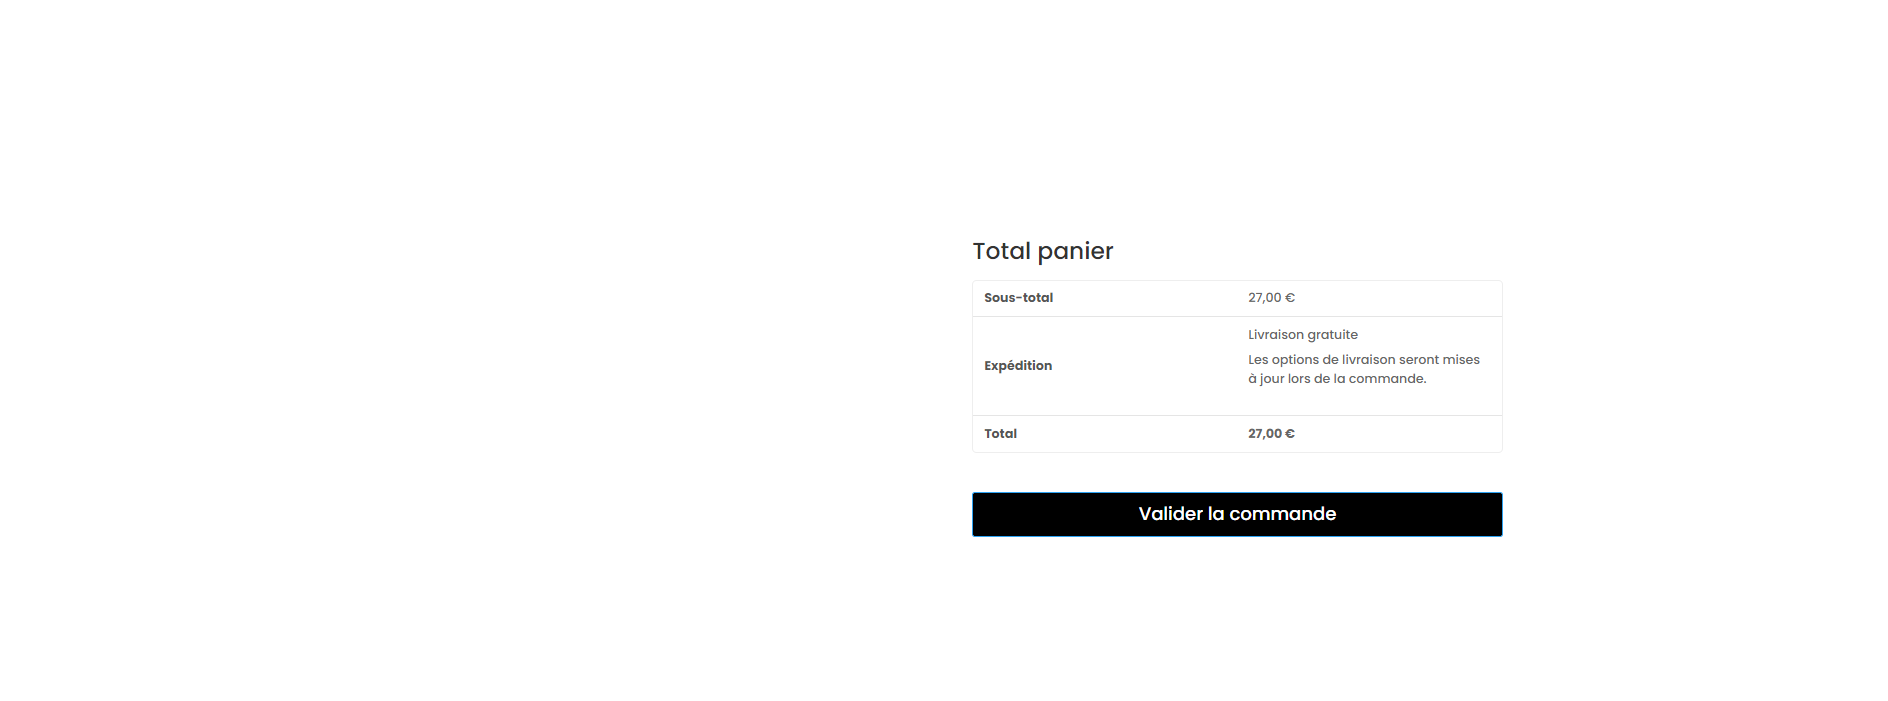 Total panier
Sous-total 27,00 €
Expédition
Livraison gratuite
Les options de livraison seront mises
à jour lors de la commande.
Total 27,00 €
Valider la commande